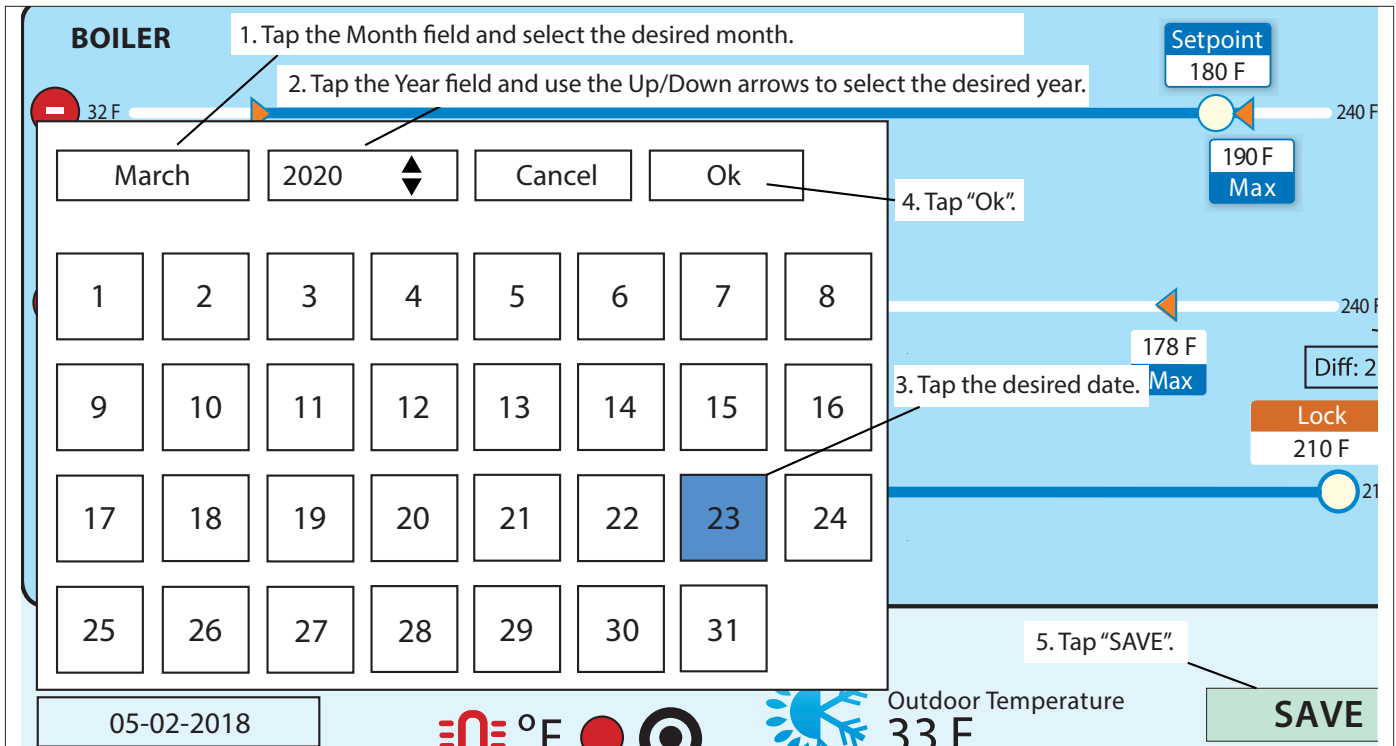 BOILER
1. Tap the Month field and select the desired month.
Setpoint
180 F
2. Tap the Year field and use the Up/Down arrows to select the desired year.
32 F
240 F
190 F
Max
March
2020
Cancel
Ok
4. Tap “Ok”.
1 2 3 4 5 6 7 8
240 F
178 F
Max
Diff: 2
3. Tap the desired date.
9 10 11 12 13 14 15 16
Lock
210 F
17 18 19 20 21 22 23 24
21
25 26 27 28 29 30 31
5. Tap “SAVE”.
05-02-2018
°F
Outdoor Temperature
33 F
SAVE